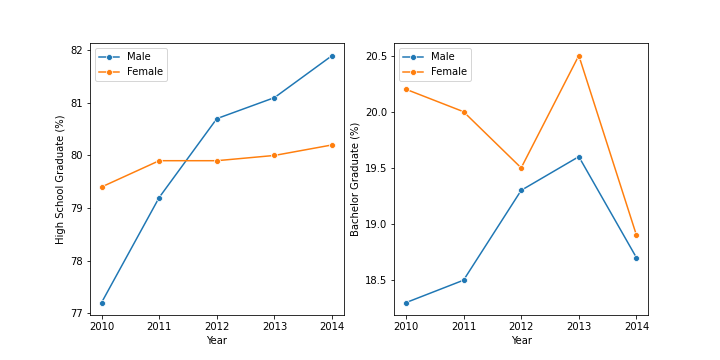 82
81
80
79
78
77
High School Graduate (%)
Male
Female
2010 2011 2012 2013 2014
Year
20.5
20.0
19.5
19.0
18.5
Bachelor Graduate (%)
Male
Female
2010 2011 2012 2013 2014
Year